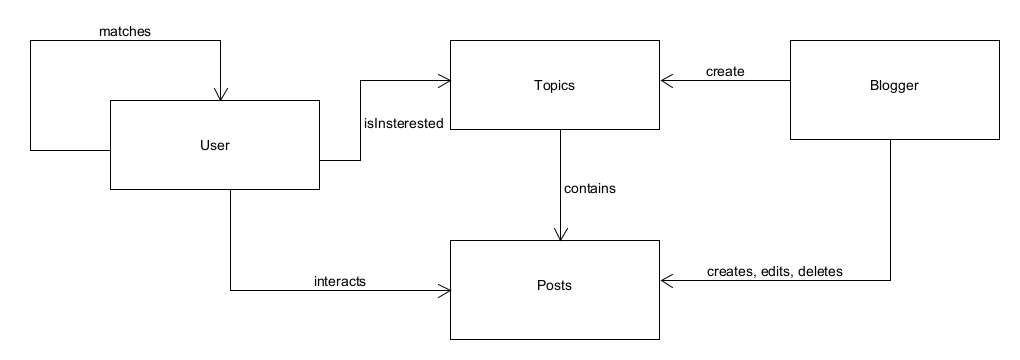 matches
Topics
create
Blogger
isInsterested
User
contains
interacts
Posts
creates, edits, deletes